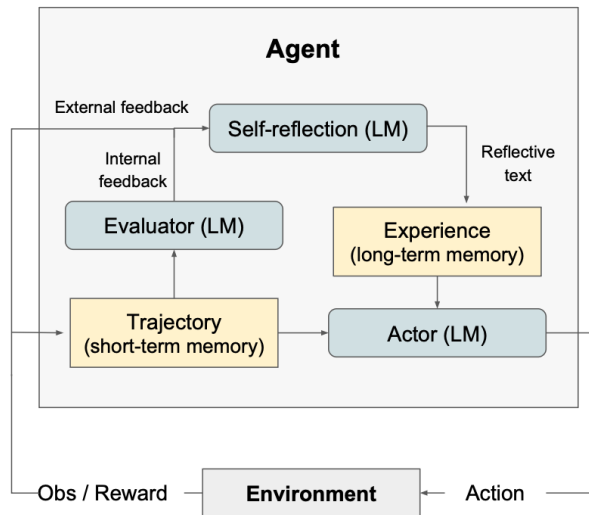 Agent
External feedback
Self-reflection (LM)
Internal
feedback
Reflective
text
Evaluator (LM)
Experience
(long-term memory)
Trajectory
(short-term memory)
Actor (LM)
Obs / Reward
Environment
Action